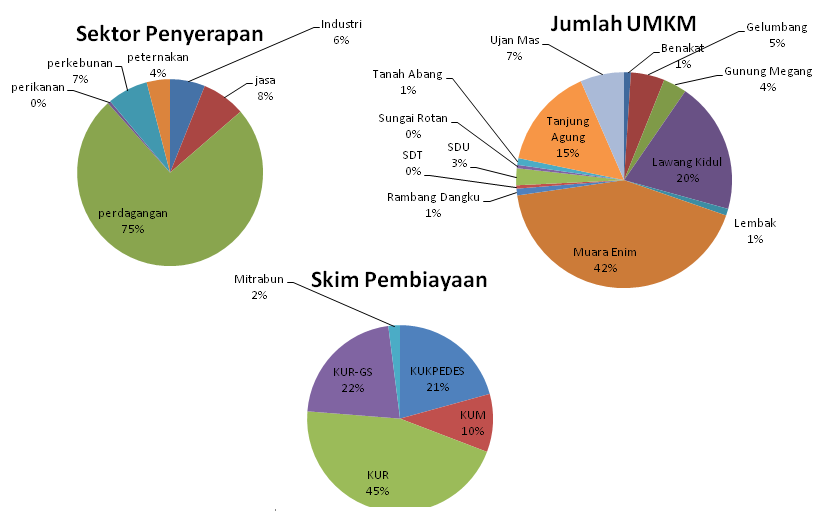 Sektor Penyerapan
Industri
6%
jasa
8%
perdagangan
75%
perikanan
0%
perkebunan
7%
peternakan
4%
Jumlah UMKM
Benakat
1%
Gelumbang
5%
Gunung Megang
4%
Lawang Kidul
20%
Lembak
1%
Muara Enim
42%
Rambang Dangku
1%
SDT
0%
SDU
3%
Sungai Rotan
0%
Tanah Abang
1%
Tanjung
Agung
15%
Ujan Mas
7%
Skim Pembiayaan
KUKPEDES
21%
KUM
10%
KUR
45%
KUR-GS
22%
Mitrabun
2%